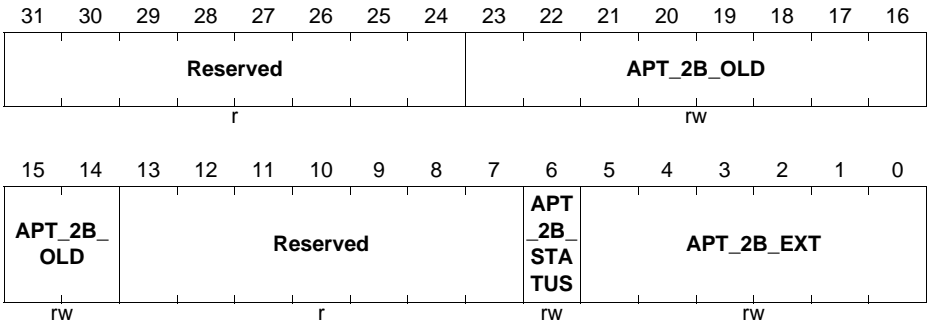 31 30 29 28 27 26 25 24 23 22 21 20 19 18 17 16
Reserved APT_2B_OLD
r rw
15 14 13 12 11 10 9 8 7 6 5 4 3 2 1 0
APT_2B_
OLD
Reserved
APT
_2B_
STA
TUS
APT_2B_EXT
rw r rw rw